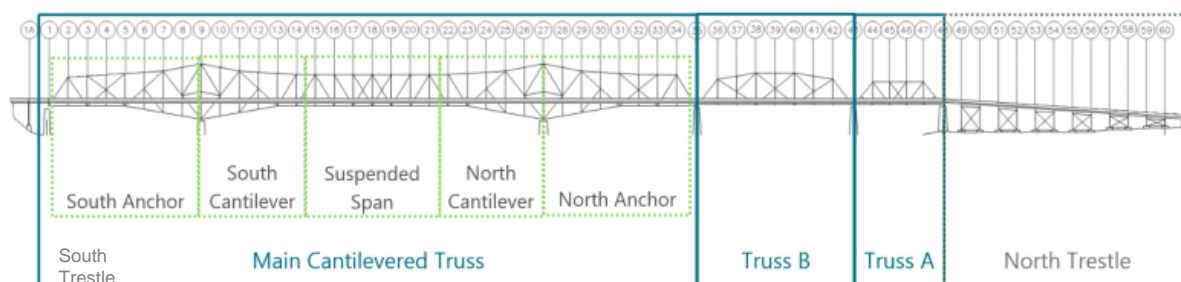 1A 1 2 3 4 5 6 7 8 9 10 11 12 13 14 15 16 17 18 19 20 21 22 23 24 25 26 27 28 29 30 31 32 33 34 36 37 38 39 40 41 42 44 45 46 47 49 50 51 52 53 54 55 56 57 58 59 60
South Anchor
South
Cantilever
Suspended
Span
North
Cantilever
North Anchor
South
Trestle
Main Cantilevered Truss
Truss B
Truss A
North Trestle